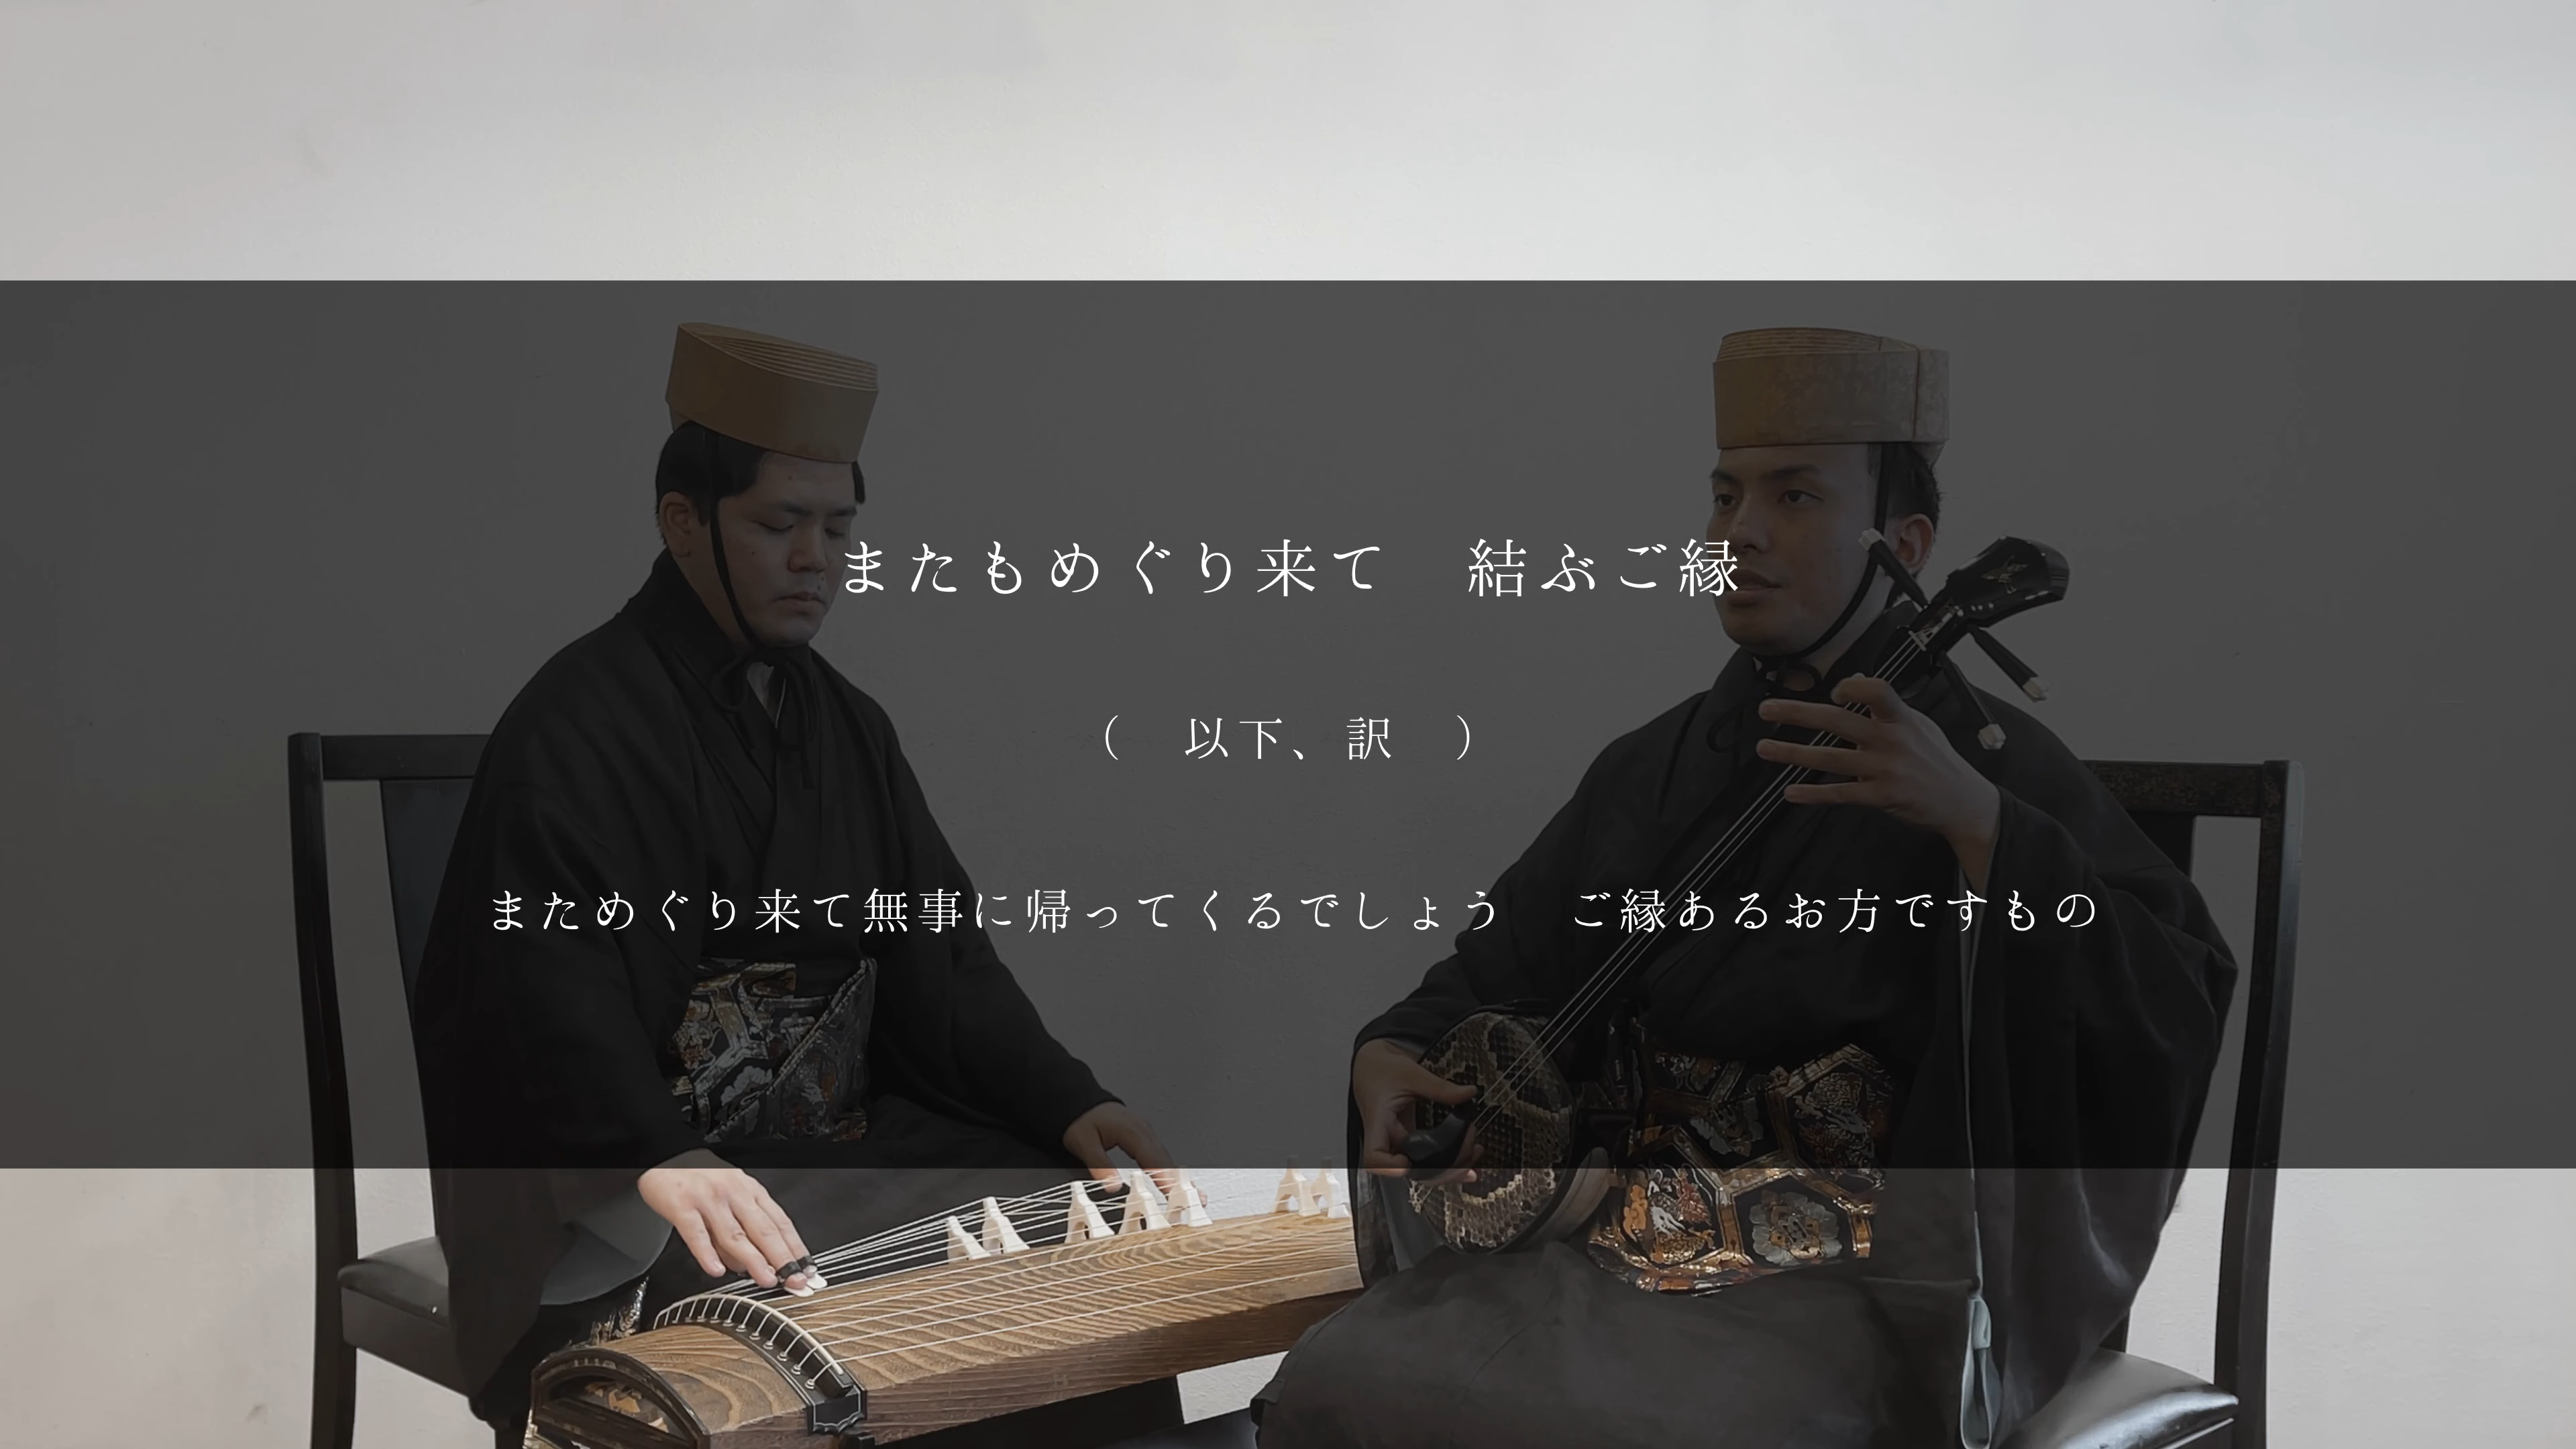 またもめぐり来て　結ぶご縁
（　以下、訳　）
まためぐり来て無事に帰ってくるでしょう　ご縁あるお方ですもの